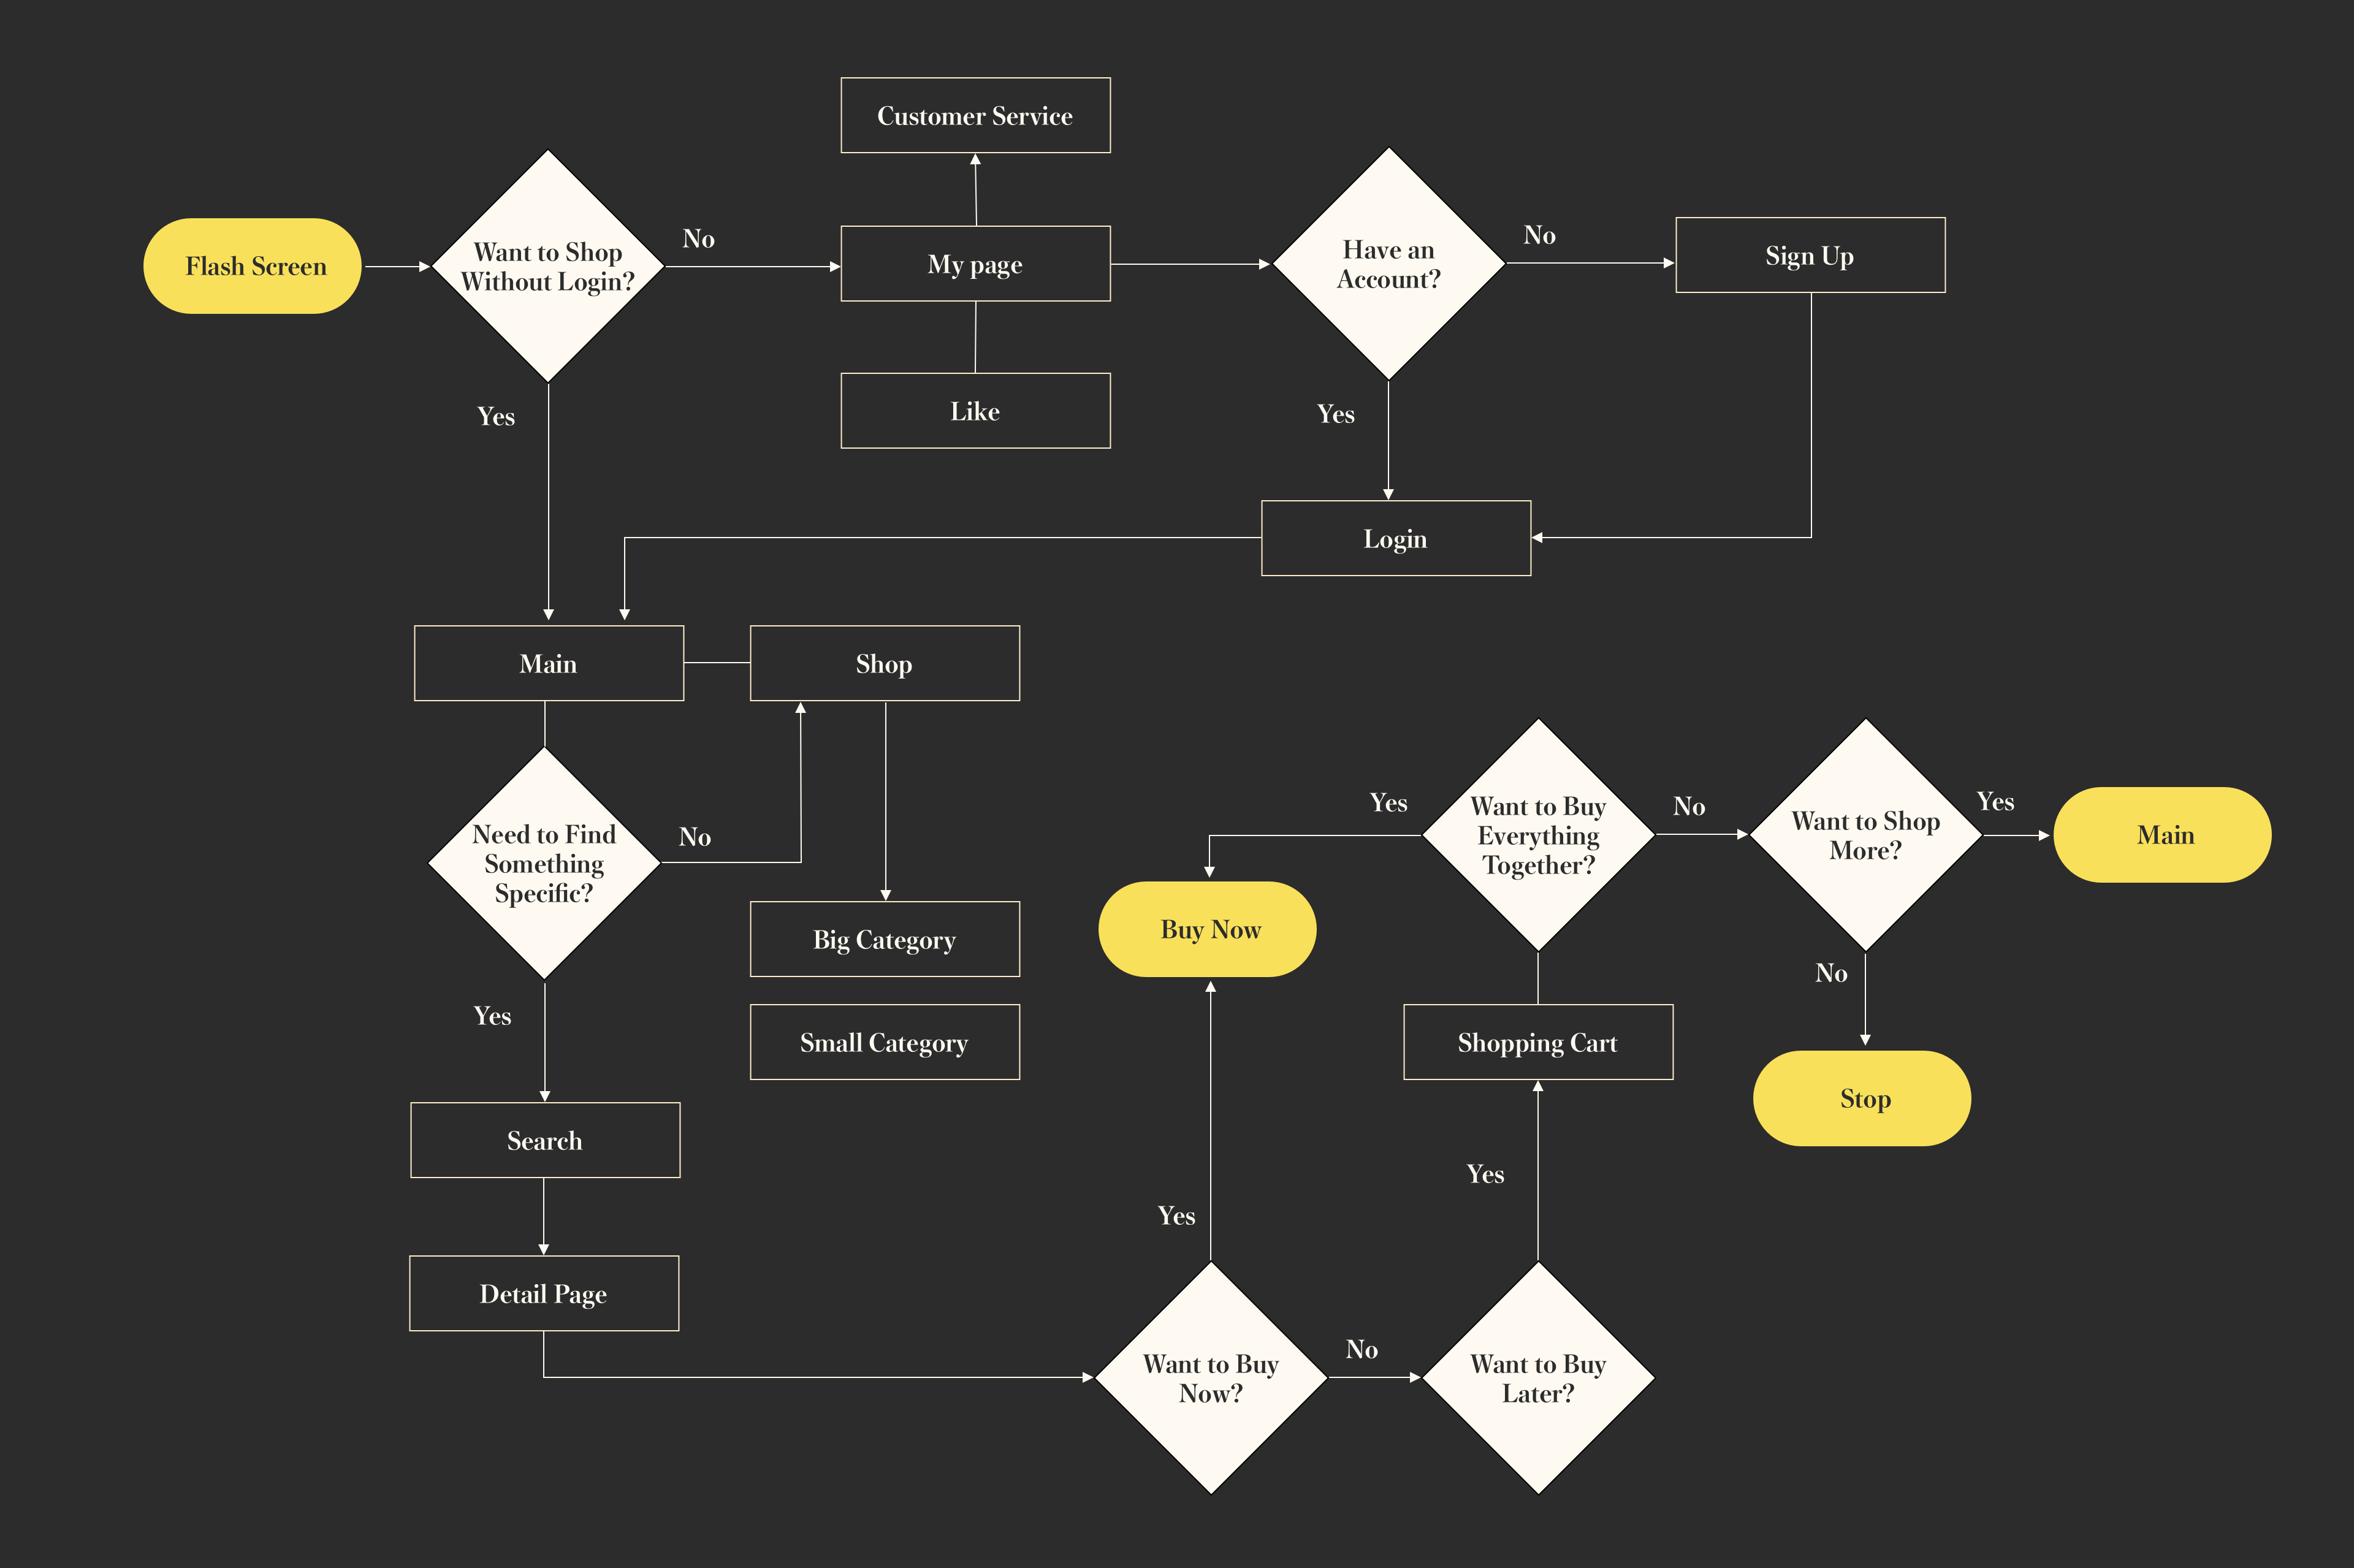 Customer Service
Flash Screen
Want to Shop
Without Login?
No
My page
Have an
Account?
No
Sign Up
Yes
Like
Yes
Login
Main
Shop
Need to Find
Something
Specific?
No
Yes
Big Category
Small Category
Search
Detail Page
Yes
Want to Buy
Everything
Together?
No
Want to Shop
More?
Yes
Main
Buy Now
No
Shopping Cart
Stop
Yes
Yes
Want to Buy
Now?
No
Want to Buy
Later?